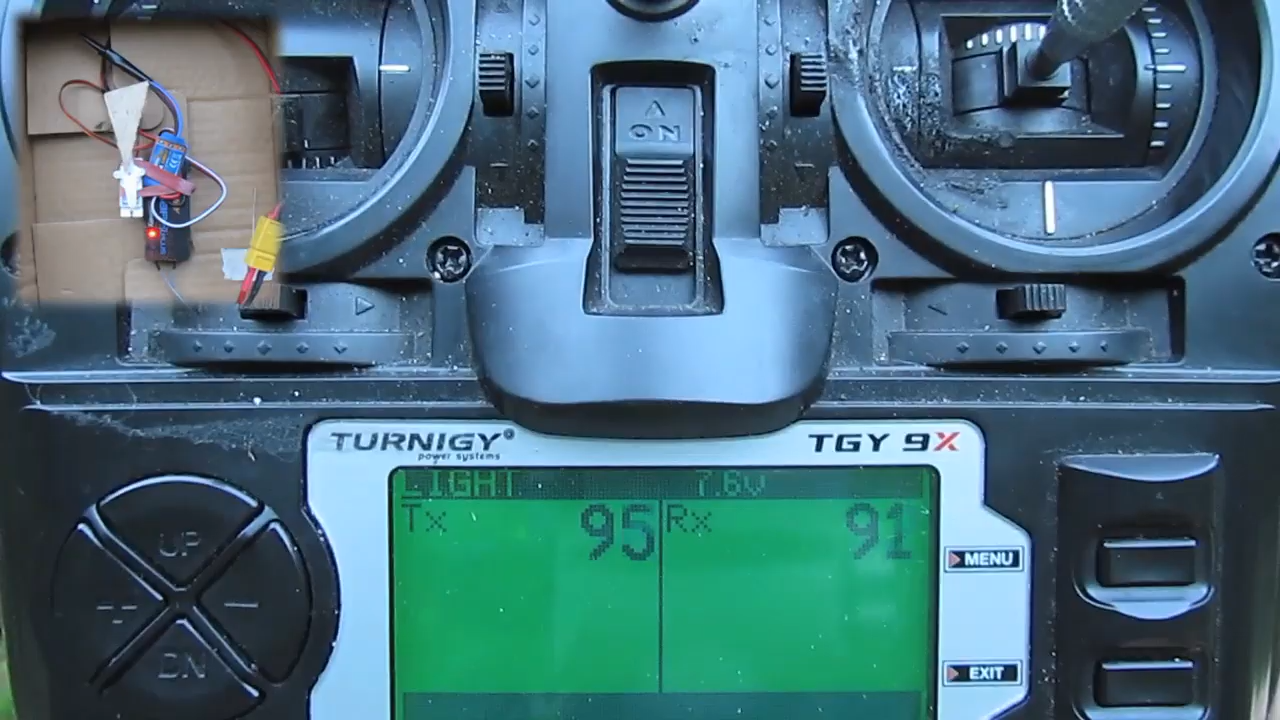 ON
TURNIGY®
power systems
TGY 9X
LIGHT 7.6v
Tx 95 Rx 91
UP
+ -
DN
MENU
EXIT